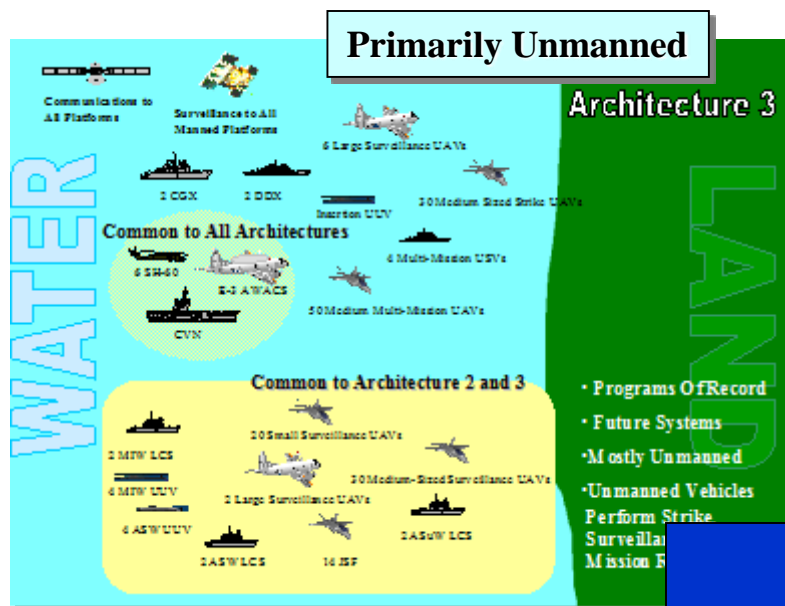 Primarily Unmanned
Architecture 3
WATER
LAND
Communications to
All Platforms
Surveillance to All
Manned Platforms
6 Large Surveillance UAVs
2 CGX
2 DDX
Insertion UUV
30 Medium Sized Strike UAVs
Common to All Architectures
6 SH-60
E-3 AWACS
CVN
6 Multi-Mission USVs
50 Medium Multi-Mission UAVs
Common to Architecture 2 and 3
2 MIW LCS
20 Small Surveillance UAVs
6 MIW UUV
2 Large Surveillance UAVs
30 Medium-Sized Surveillance UAVs
6 ASW UUV
2 ASW LCS
16 JSF
2 ASuW LCS
• Programs Of Record
• Future Systems
•Mostly Unmanned
•Unmanned Vehicles
Perform Strike,
Mission